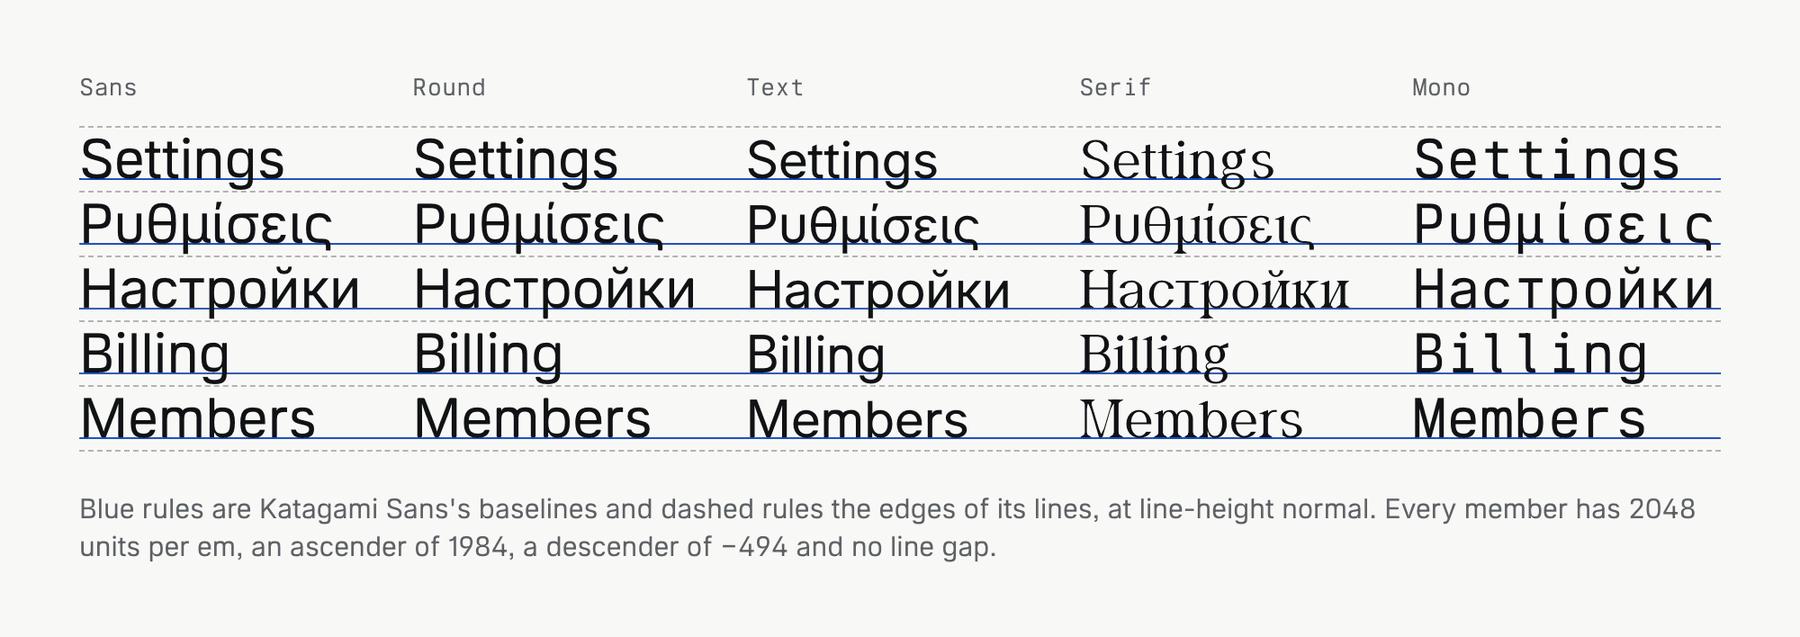 Sans Round Text Serif Mono
Settings Settings Settings Settings Settings
Ρυθμίσεις Ρυθμίσεις Ρυθμίσεις Ρυθμίσεις Ρυθμίσεις
Настройки Настройки Настройки Настройки Настройки
Billing Billing Billing Billing Billing
Members Members Members Members Members
Blue rules are Katagami Sans's baselines and dashed rules the edges of its lines, at line-height normal. Every member has 2048
units per em, an ascender of 1984, a descender of −494 and no line gap.